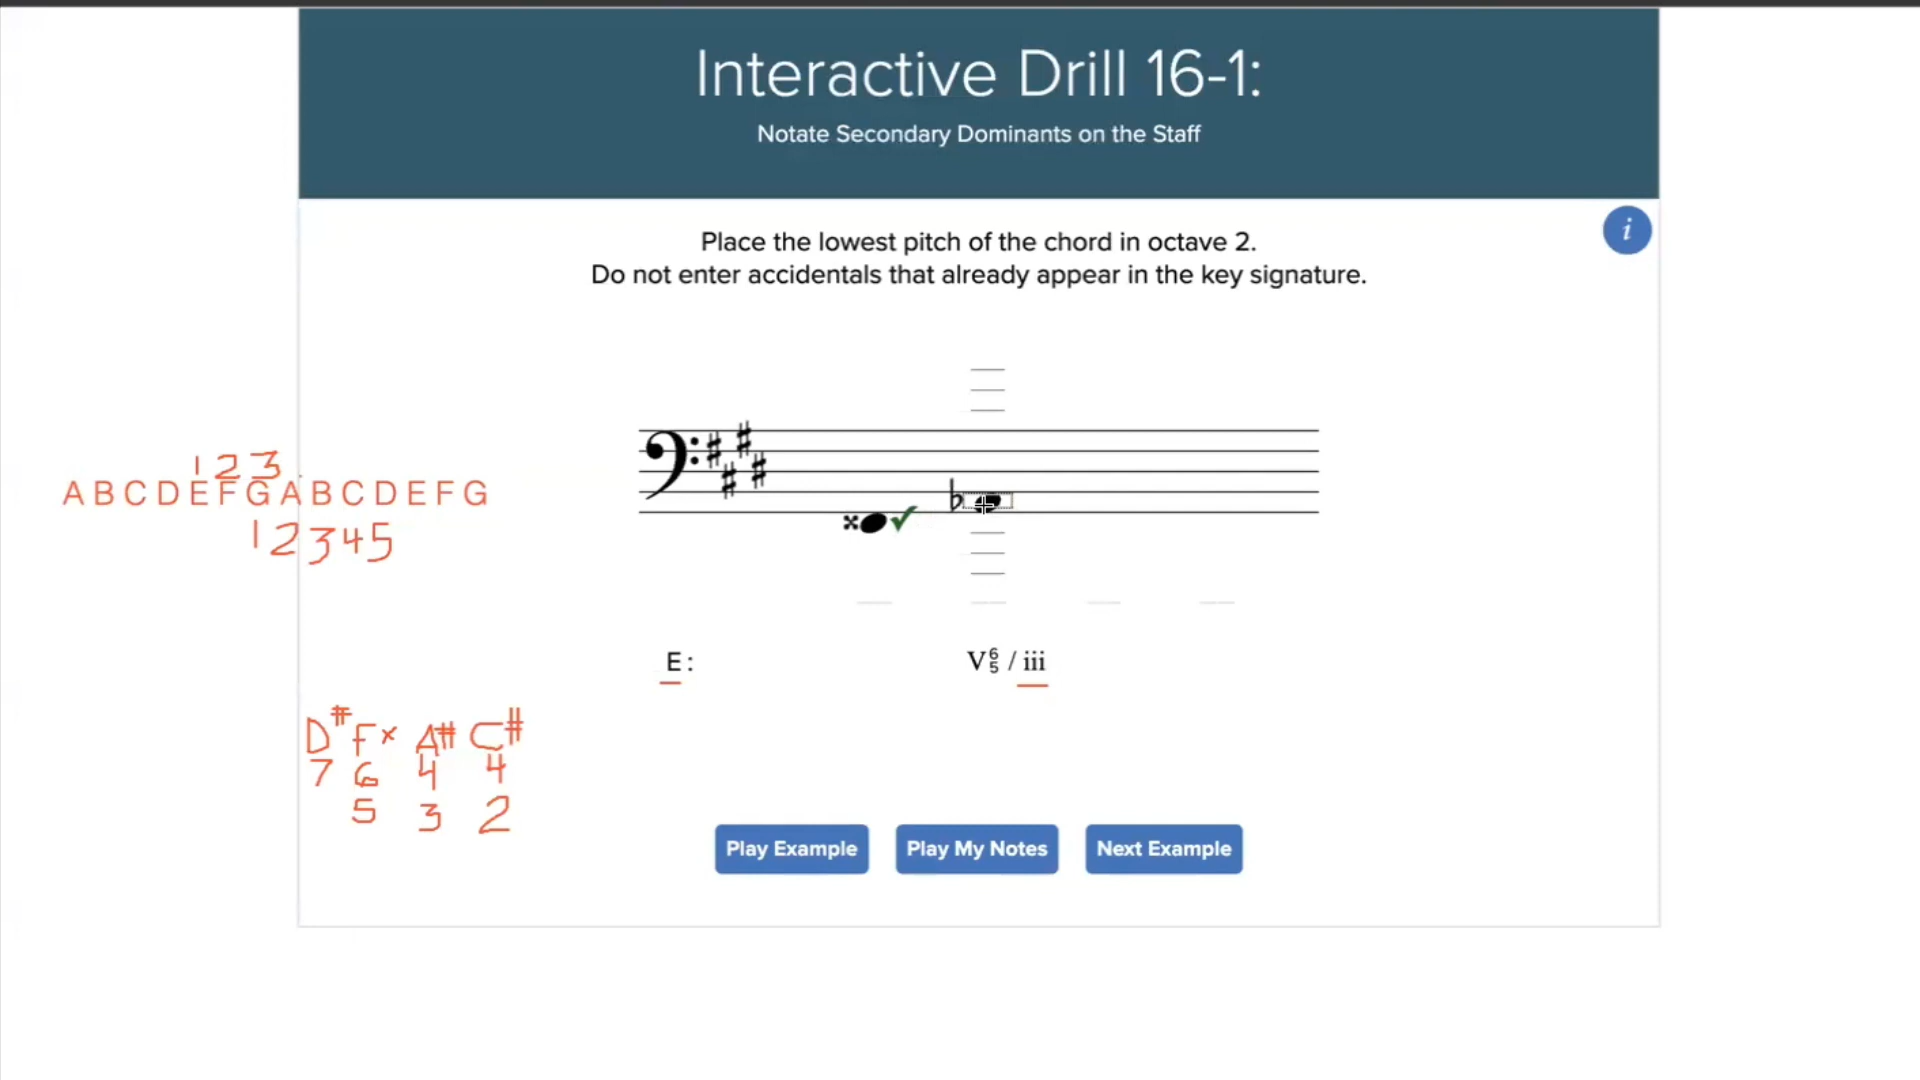 Interactive Drill 16-1:
Notate Secondary Dominants on the Staff
i
Place the lowest pitch of the chord in octave 2.
Do not enter accidentals that already appear in the key signature.
1 2 3
A B C D E F G A B C D E F G
1 2 3 4 5
E: V6/5 / iii
D# Fx A# C#
7 6 4 4
5 3 2
Play Example Play My Notes Next Example